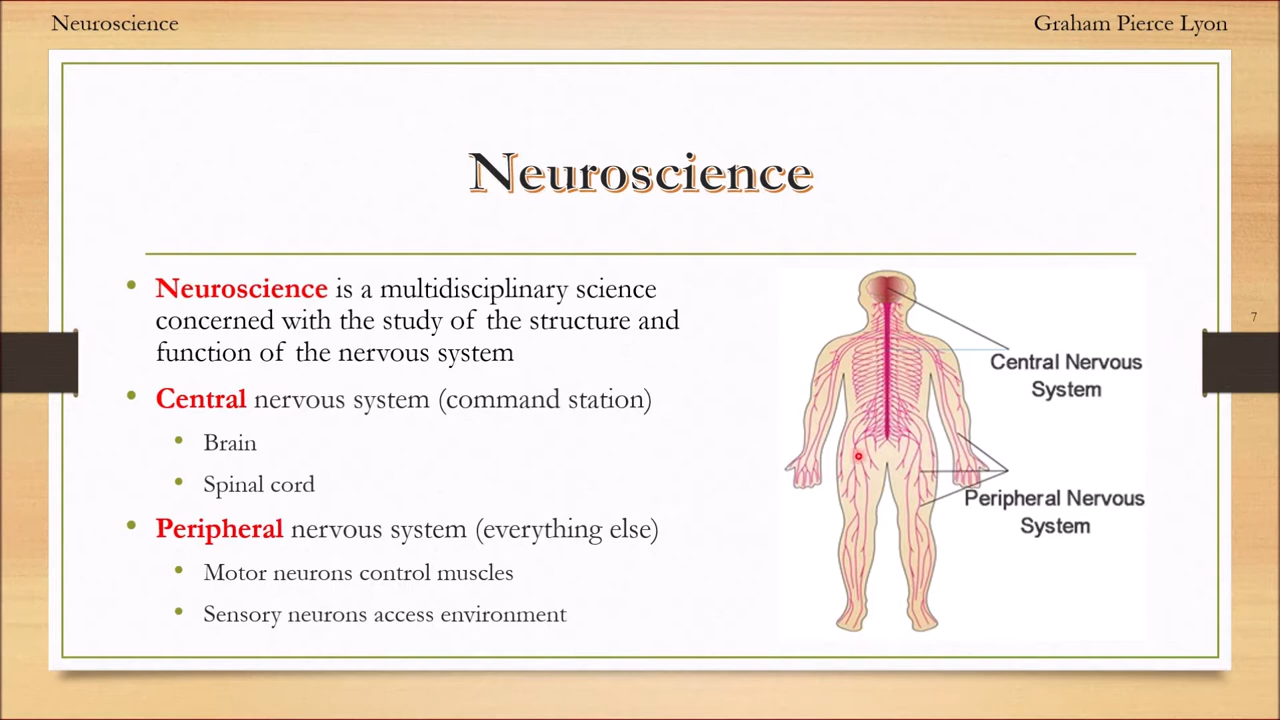 Neuroscience
Graham Pierce Lyon
Neuroscience
Neuroscience is a multidisciplinary science
concerned with the study of the structure and
function of the nervous system
Central nervous system (command station)
Brain
Spinal cord
Peripheral nervous system (everything else)
Motor neurons control muscles
Sensory neurons access environment
Central Nervous
System
Peripheral Nervous
System
7